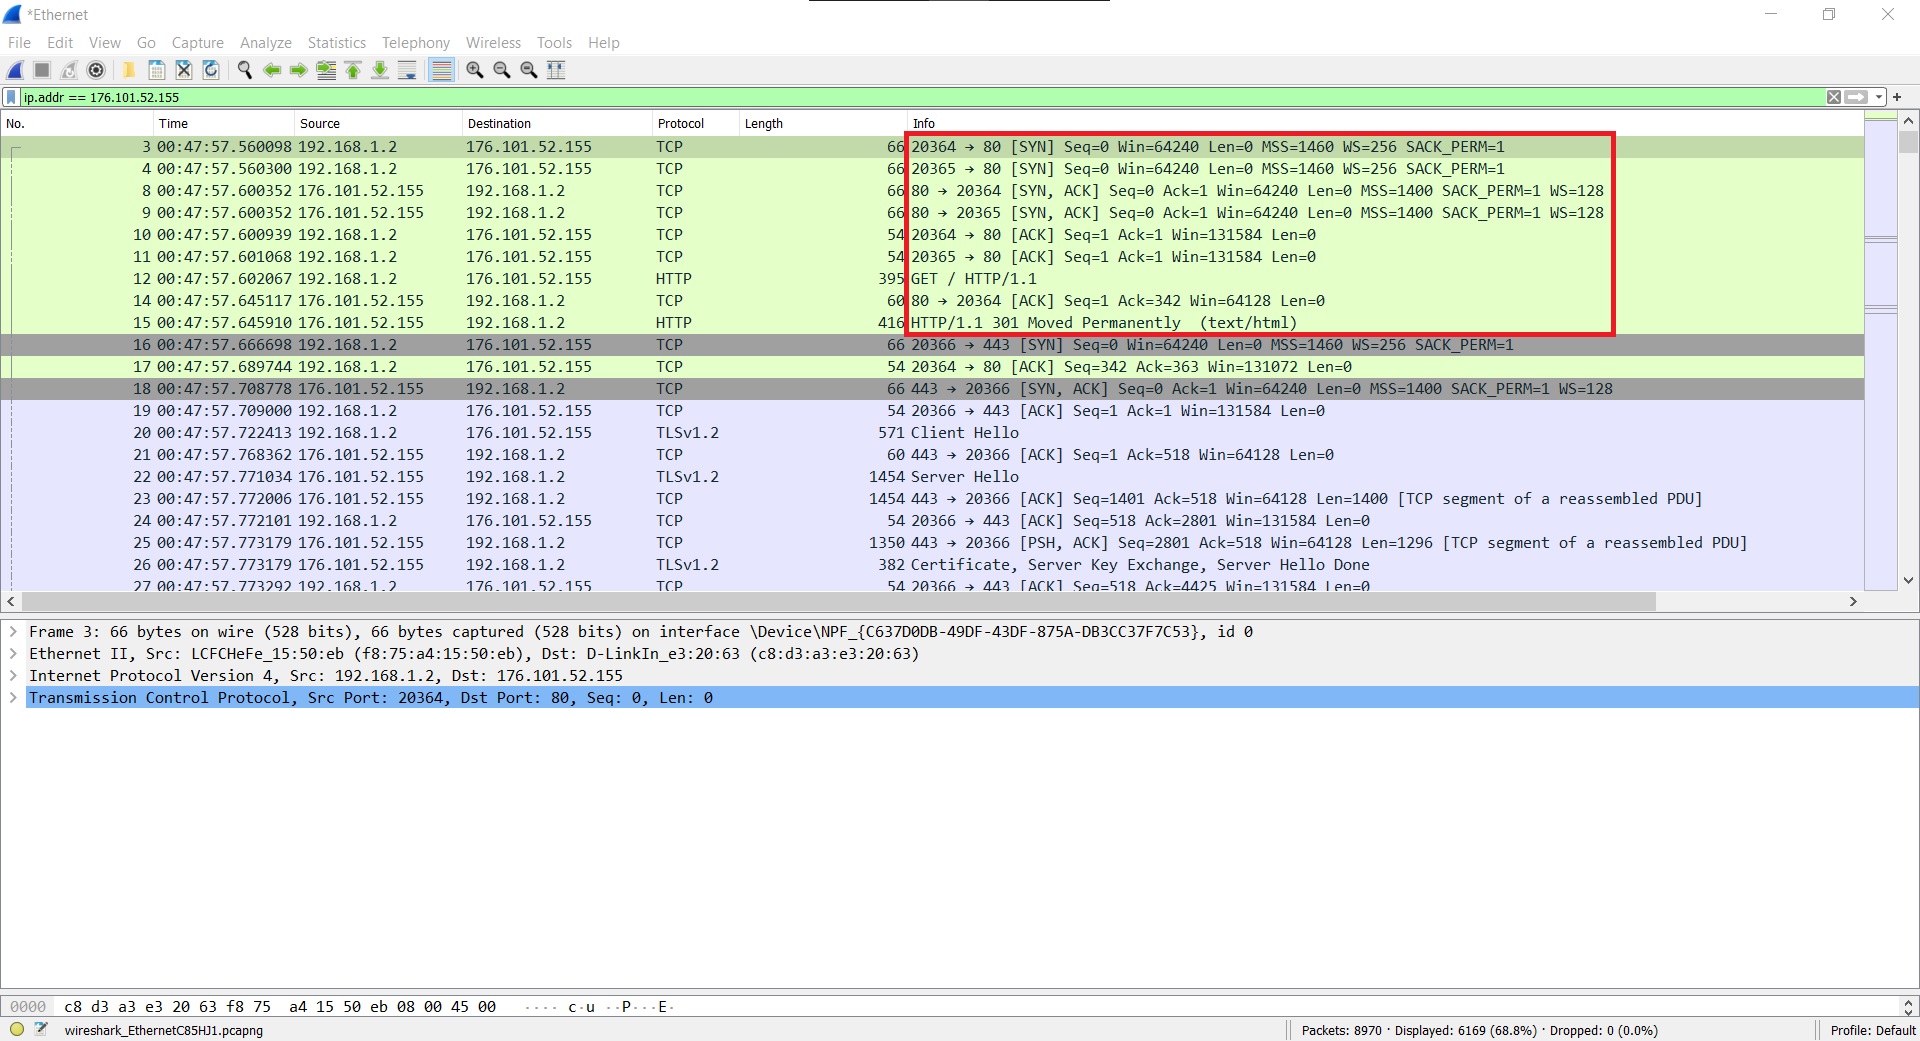 *Ethernet
File Edit View Go Capture Analyze Statistics Telephony Wireless Tools Help
ip.addr == 176.101.52.155
No. Time Source Destination Protocol Length Info
3 00:47:57.560098 192.168.1.2 176.101.52.155 TCP 66 20364 → 80 [SYN] Seq=0 Win=64240 Len=0 MSS=1460 WS=256 SACK_PERM=1
4 00:47:57.560300 192.168.1.2 176.101.52.155 TCP 66 20365 → 80 [SYN] Seq=0 Win=64240 Len=0 MSS=1460 WS=256 SACK_PERM=1
8 00:47:57.600352 176.101.52.155 192.168.1.2 TCP 66 80 → 20364 [SYN, ACK] Seq=0 Ack=1 Win=64240 Len=0 MSS=1400 SACK_PERM=1 WS=128
9 00:47:57.600352 176.101.52.155 192.168.1.2 TCP 66 80 → 20365 [SYN, ACK] Seq=0 Ack=1 Win=64240 Len=0 MSS=1400 SACK_PERM=1 WS=128
10 00:47:57.600939 192.168.1.2 176.101.52.155 TCP 54 20364 → 80 [ACK] Seq=1 Ack=1 Win=131584 Len=0
11 00:47:57.601068 192.168.1.2 176.101.52.155 TCP 54 20365 → 80 [ACK] Seq=1 Ack=1 Win=131584 Len=0
12 00:47:57.602067 192.168.1.2 176.101.52.155 HTTP 395 GET / HTTP/1.1
14 00:47:57.645117 176.101.52.155 192.168.1.2 TCP 60 80 → 20364 [ACK] Seq=1 Ack=342 Win=64128 Len=0
15 00:47:57.645910 176.101.52.155 192.168.1.2 HTTP 416 HTTP/1.1 301 Moved Permanently (text/html)
16 00:47:57.666698 192.168.1.2 176.101.52.155 TCP 66 20366 → 443 [SYN] Seq=0 Win=64240 Len=0 MSS=1460 WS=256 SACK_PERM=1
17 00:47:57.689744 192.168.1.2 176.101.52.155 TCP 54 20364 → 80 [ACK] Seq=342 Ack=363 Win=131072 Len=0
18 00:47:57.708778 176.101.52.155 192.168.1.2 TCP 66 443 → 20366 [SYN, ACK] Seq=0 Ack=1 Win=64240 Len=0 MSS=1400 SACK_PERM=1 WS=128
19 00:47:57.709000 192.168.1.2 176.101.52.155 TCP 54 20366 → 443 [ACK] Seq=1 Ack=1 Win=131584 Len=0
20 00:47:57.722413 192.168.1.2 176.101.52.155 TLSv1.2 571 Client Hello
21 00:47:57.768362 176.101.52.155 192.168.1.2 TCP 60 443 → 20366 [ACK] Seq=1 Ack=518 Win=64128 Len=0
22 00:47:57.771034 176.101.52.155 192.168.1.2 TLSv1.2 1454 Server Hello
23 00:47:57.772006 176.101.52.155 192.168.1.2 TCP 1454 443 → 20366 [ACK] Seq=1401 Ack=518 Win=64128 Len=1400 [TCP segment of a reassembled PDU]
24 00:47:57.772101 192.168.1.2 176.101.52.155 TCP 54 20366 → 443 [ACK] Seq=518 Ack=2801 Win=131584 Len=0
25 00:47:57.773179 176.101.52.155 192.168.1.2 TCP 1350 443 → 20366 [PSH, ACK] Seq=2801 Ack=518 Win=64128 Len=1296 [TCP segment of a reassembled PDU]
26 00:47:57.773179 176.101.52.155 192.168.1.2 TLSv1.2 382 Certificate, Server Key Exchange, Server Hello Done
27 00:47:57.773292 192.168.1.2 176.101.52.155 TCP 54 20366 → 443 [ACK] Seq=518 Ack=4425 Win=131584 Len=0
Frame 3: 66 bytes on wire (528 bits), 66 bytes captured (528 bits) on interface \Device\NPF_{C637D0DB-49DF-43DF-875A-DB3CC37F7C53}, id 0
Ethernet II, Src: LCFCHeFe_15:50:eb (f8:75:a4:15:50:eb), Dst: D-LinkIn_e3:20:63 (c8:d3:a3:e3:20:63)
Internet Protocol Version 4, Src: 192.168.1.2, Dst: 176.101.52.155
Transmission Control Protocol, Src Port: 20364, Dst Port: 80, Seq: 0, Len: 0
0000 c8 d3 a3 e3 20 63 f8 75 a4 15 50 eb 08 00 45 00 ···· c·u ··P···E·
wireshark_EthernetC85HJ1.pcapng
Packets: 8970 · Displayed: 6169 (68.8%) · Dropped: 0 (0.0%)
Profile: Default